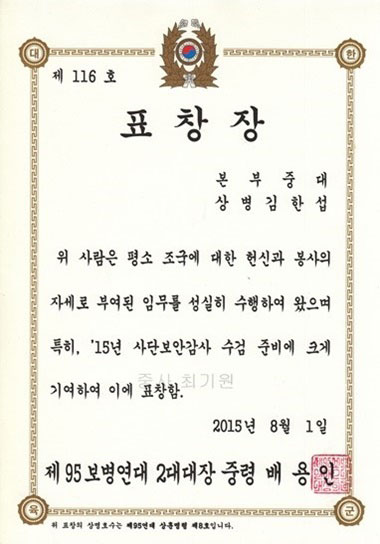 대 한
제 116 호
표 창 장
본 부 중 대
상 병 김 한 섭
위 사람은 평소 조국에 대한 헌신과 봉사의
자세로 부여된 임무를 성실히 수행하여 왔으며
특히, '15년 사단보안감사 수검 준비에 크게
중사 최기원
기여하여 이에 표창함.
2015년 8월 1일
제 95 보병연대 2대대장 중령 배 용 인
육 군
위 표창의 상명호수는 제95연대 상훈명령 제8호입니다.